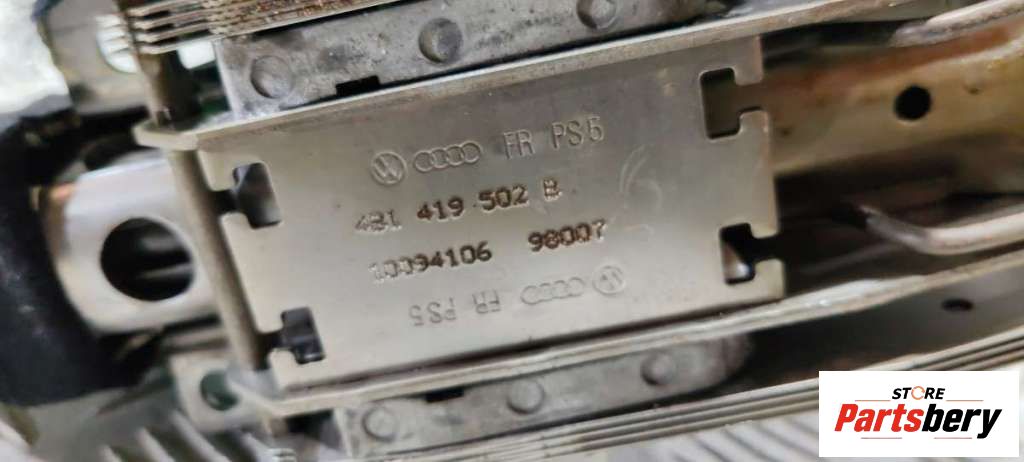 FR PS5
4B1 419 502 B
10094106 98007
FR PS5
STORE
Partsbery